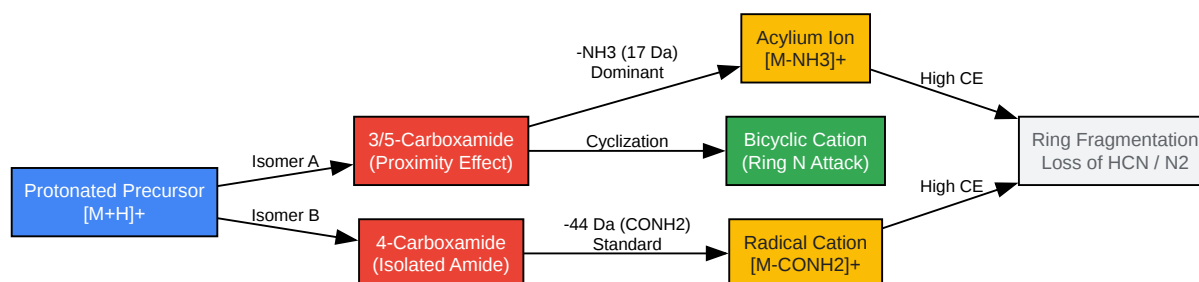 Protonated Precursor
[M+H]+
Isomer A
Isomer B
3/5-Carboxamide
(Proximity Effect)
4-Carboxamide
(Isolated Amide)
-NH3 (17 Da)
Dominant
Cyclization
-44 Da (CONH2)
Standard
Acylium Ion
[M-NH3]+
Bicyclic Cation
(Ring N Attack)
Radical Cation
[M-CONH2]+
High CE
High CE
Ring Fragmentation
Loss of HCN / N2